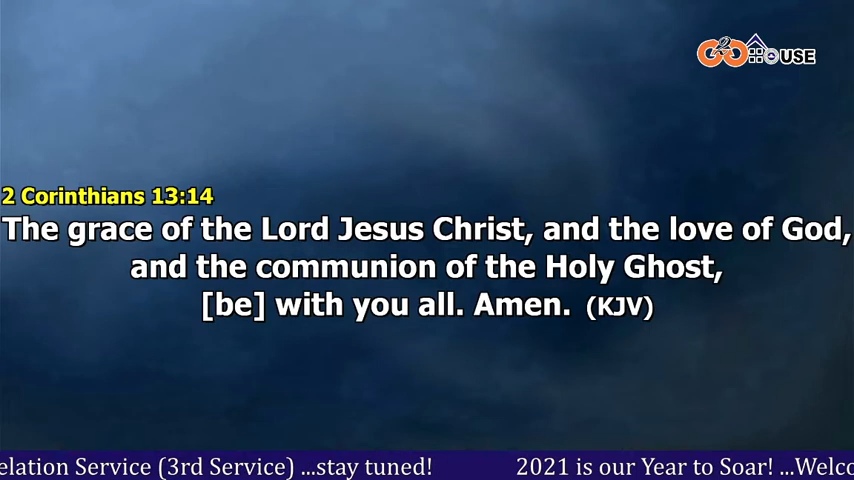 2 Corinthians 13:14
The grace of the Lord Jesus Christ, and the love of God,
and the communion of the Holy Ghost,
[be] with you all. Amen. (KJV)
elation Service (3rd Service) ...stay tuned! 2021 is our Year to Soar! ...Welco